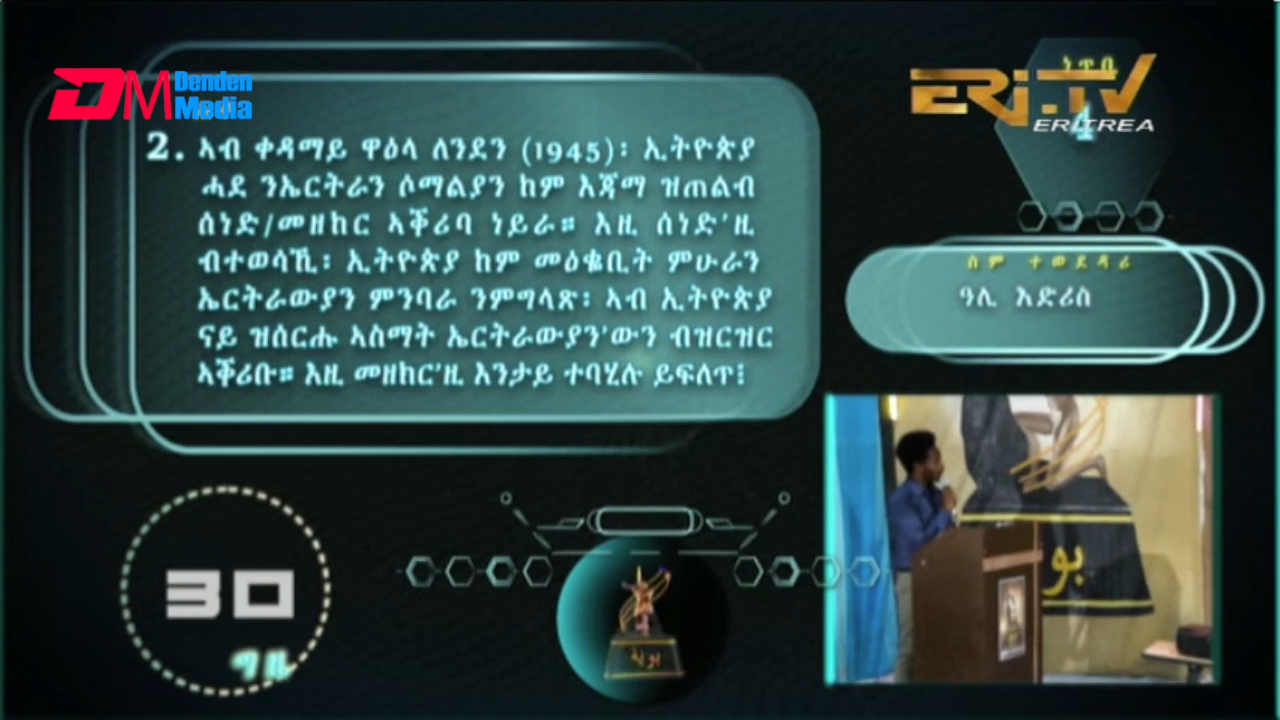 DM Denden Media
ERi-TV
ERITREA
ነጥቢ
4
2. ኣብ ቀዳማይ ዋዕላ ለንደን (1945)፡ ኢትዮጵያ
ሓደ ንኤርትራን ሶማልያን ከም እጃማ ዝጠልብ
ሰነድ/መዘከር ኣቕሪባ ነይራ። እዚ ሰነድ'ዚ
ብተወሳኺ፡ ኢትዮጵያ ከም መዕቈቢት ምሁራን
ኤርትራውያን ምንባራ ንምግላጽ፡ ኣብ ኢትዮጵያ
ናይ ዝሰርሑ ኣስማት ኤርትራውያን'ውን ብዝርዝር
ኣቕሪቡ። እዚ መዘከር'ዚ እንታይ ተባሂሉ ይፍለጥ፤
ስም ተወዳዳሪ
ዓሊ እድሪስ
30
ግዜ